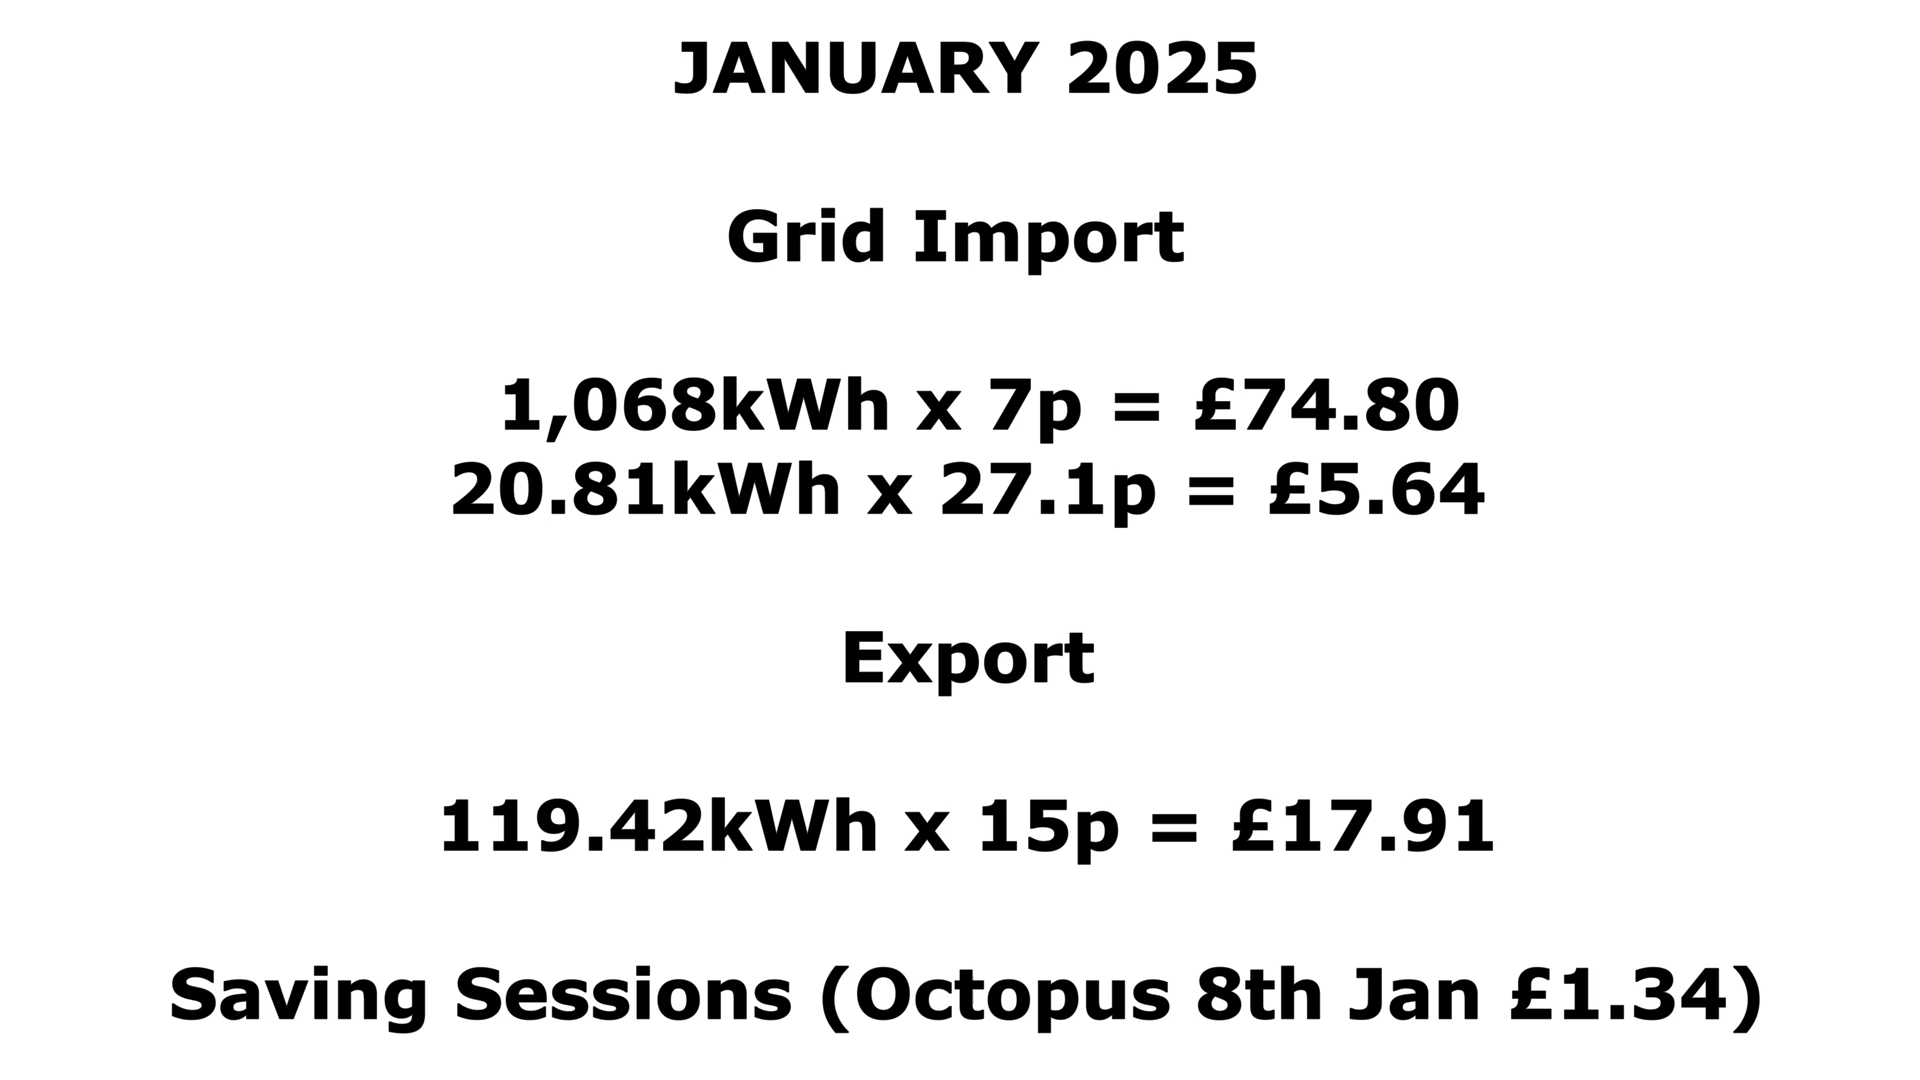 JANUARY 2025
Grid Import
1,068kWh x 7p = £74.80
20.81kWh x 27.1p = £5.64
Export
119.42kWh x 15p = £17.91
Saving Sessions (Octopus 8th Jan £1.34)